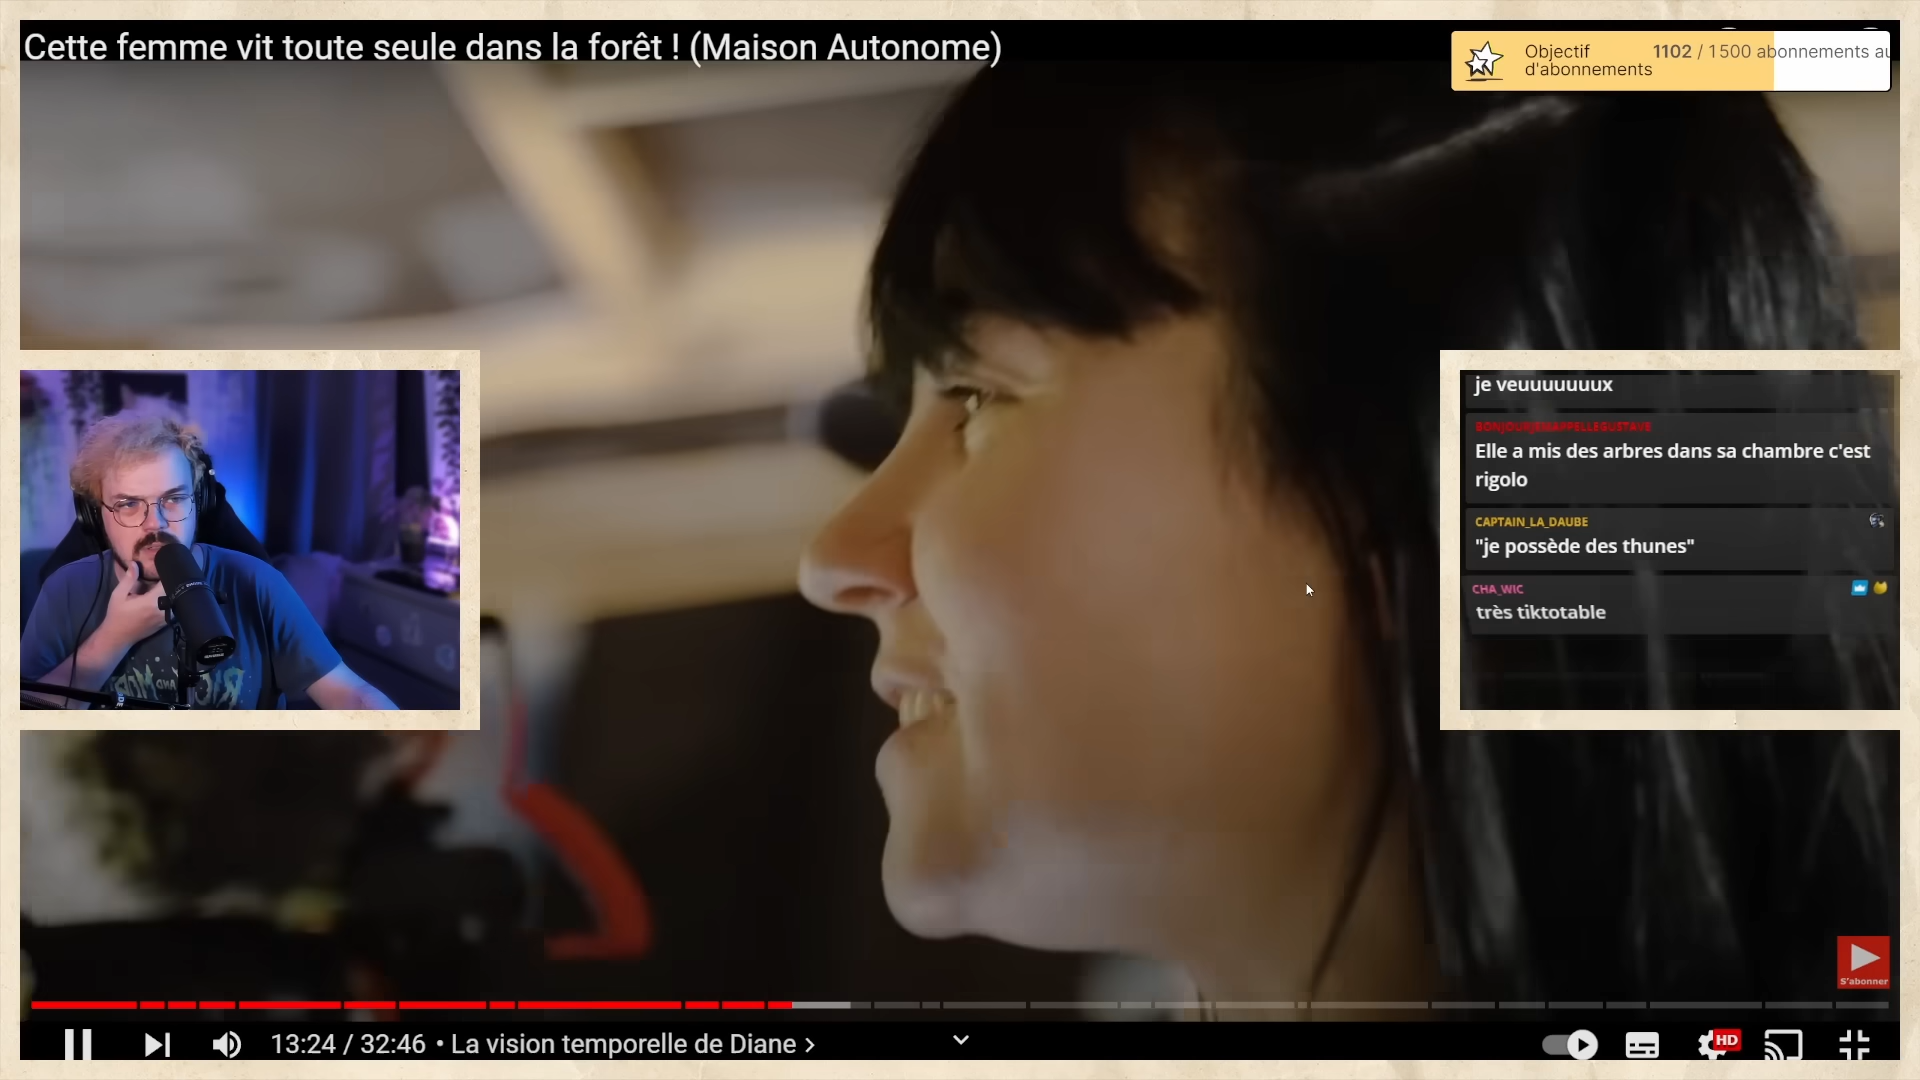 Cette femme vit toute seule dans la forêt ! (Maison Autonome)
Objectif
d'abonnements
1102 / 1500 abonnements au
je veuuuuuuux
BONJOURJEMAPPELLEGUSTAVE
Elle a mis des arbres dans sa chambre c'est
rigolo
CAPTAIN_LA_DAUBE
"je possède des thunes"
CHA_WIC
très tiktotable
S'abonner
13:24 / 32:46 • La vision temporelle de Diane >
HD